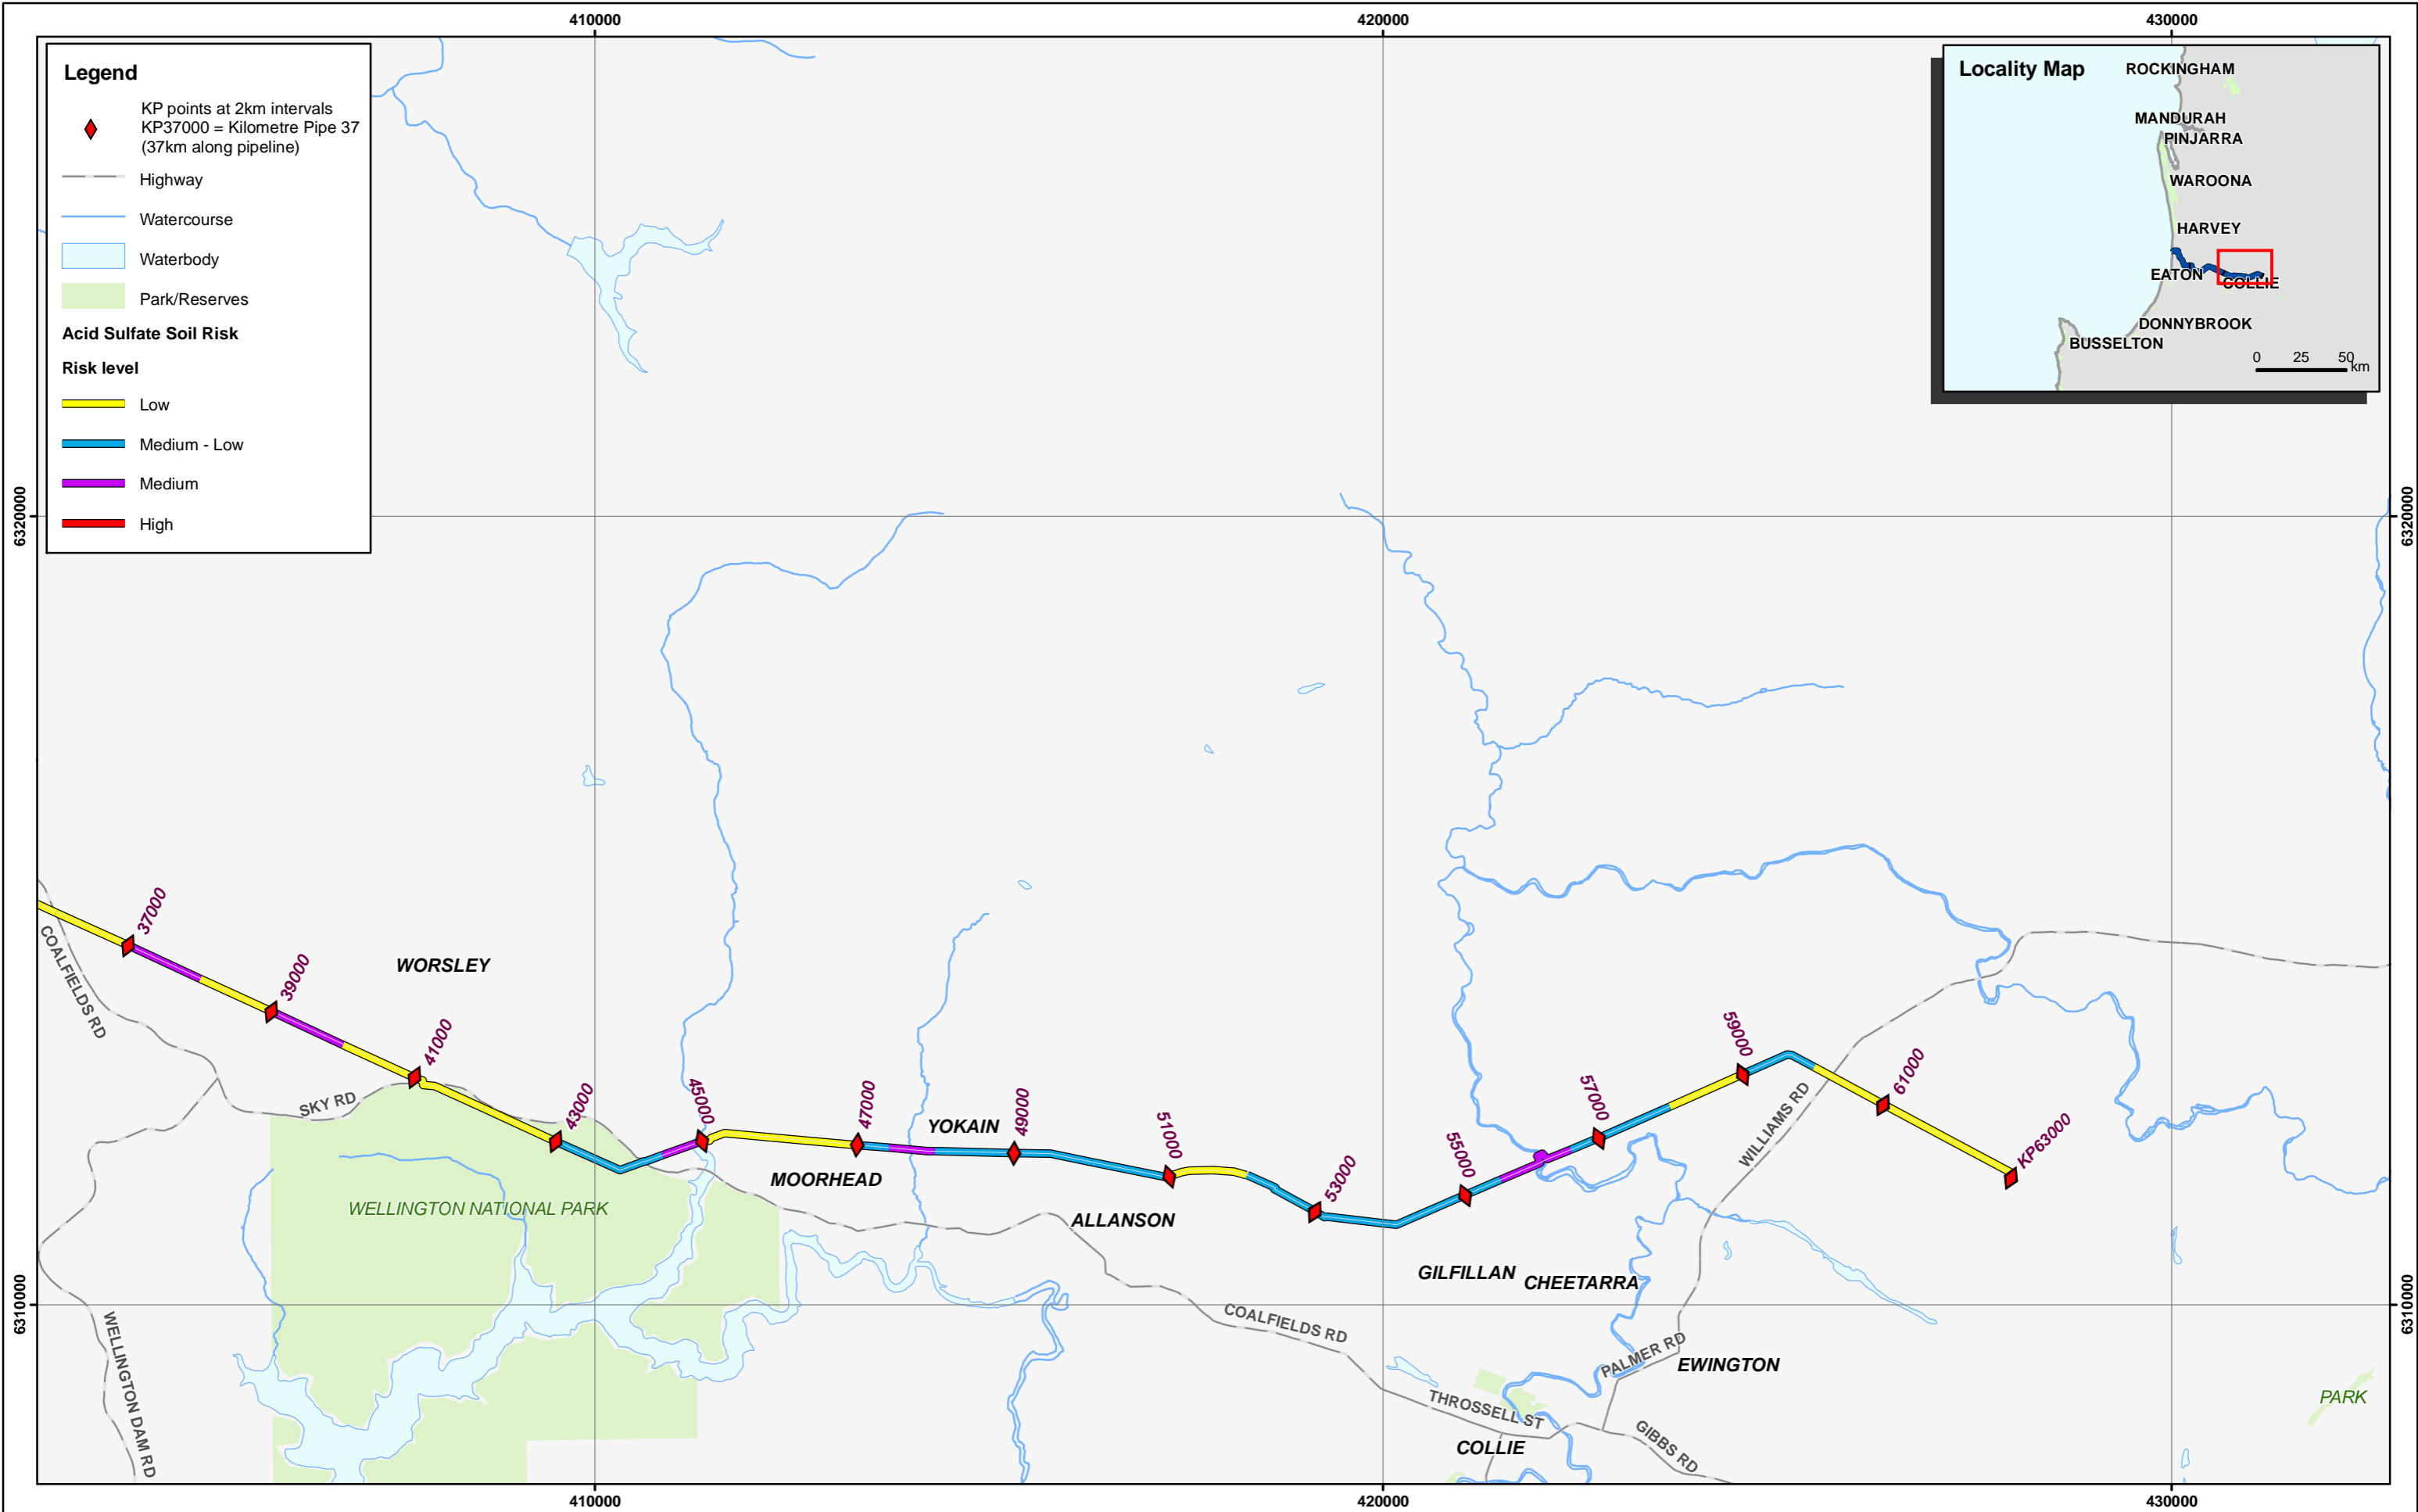 410000
420000
430000
Legend
KP points at 2km intervals
KP37000 = Kilometre Pipe 37
(37km along pipeline)
Highway
Watercourse
Waterbody
Park/Reserves
Acid Sulfate Soil Risk
Risk level
Low
Medium - Low
Medium
High
Locality Map
ROCKINGHAM
MANDURAH
PINJARRA
WAROONA
HARVEY
EATON
COLLIE
DONNYBROOK
BUSSELTON
0 25 50
km
6320000
6320000
37000
COALFIELDS RD
39000
WORSLEY
41000
SKY RD
43000
45000
47000
YOKAIN
49000
51000
53000
55000
57000
59000
61000
KP63000
WILLIAMS RD
MOORHEAD
WELLINGTON NATIONAL PARK
ALLANSON
GILFILLAN
CHEETARRA
6310000
6310000
COALFIELDS RD
WELLINGTON DAM RD
PALMER RD
EWINGTON
THROSSELL ST
GIBBS RD
COLLIE
PARK
410000
420000
430000